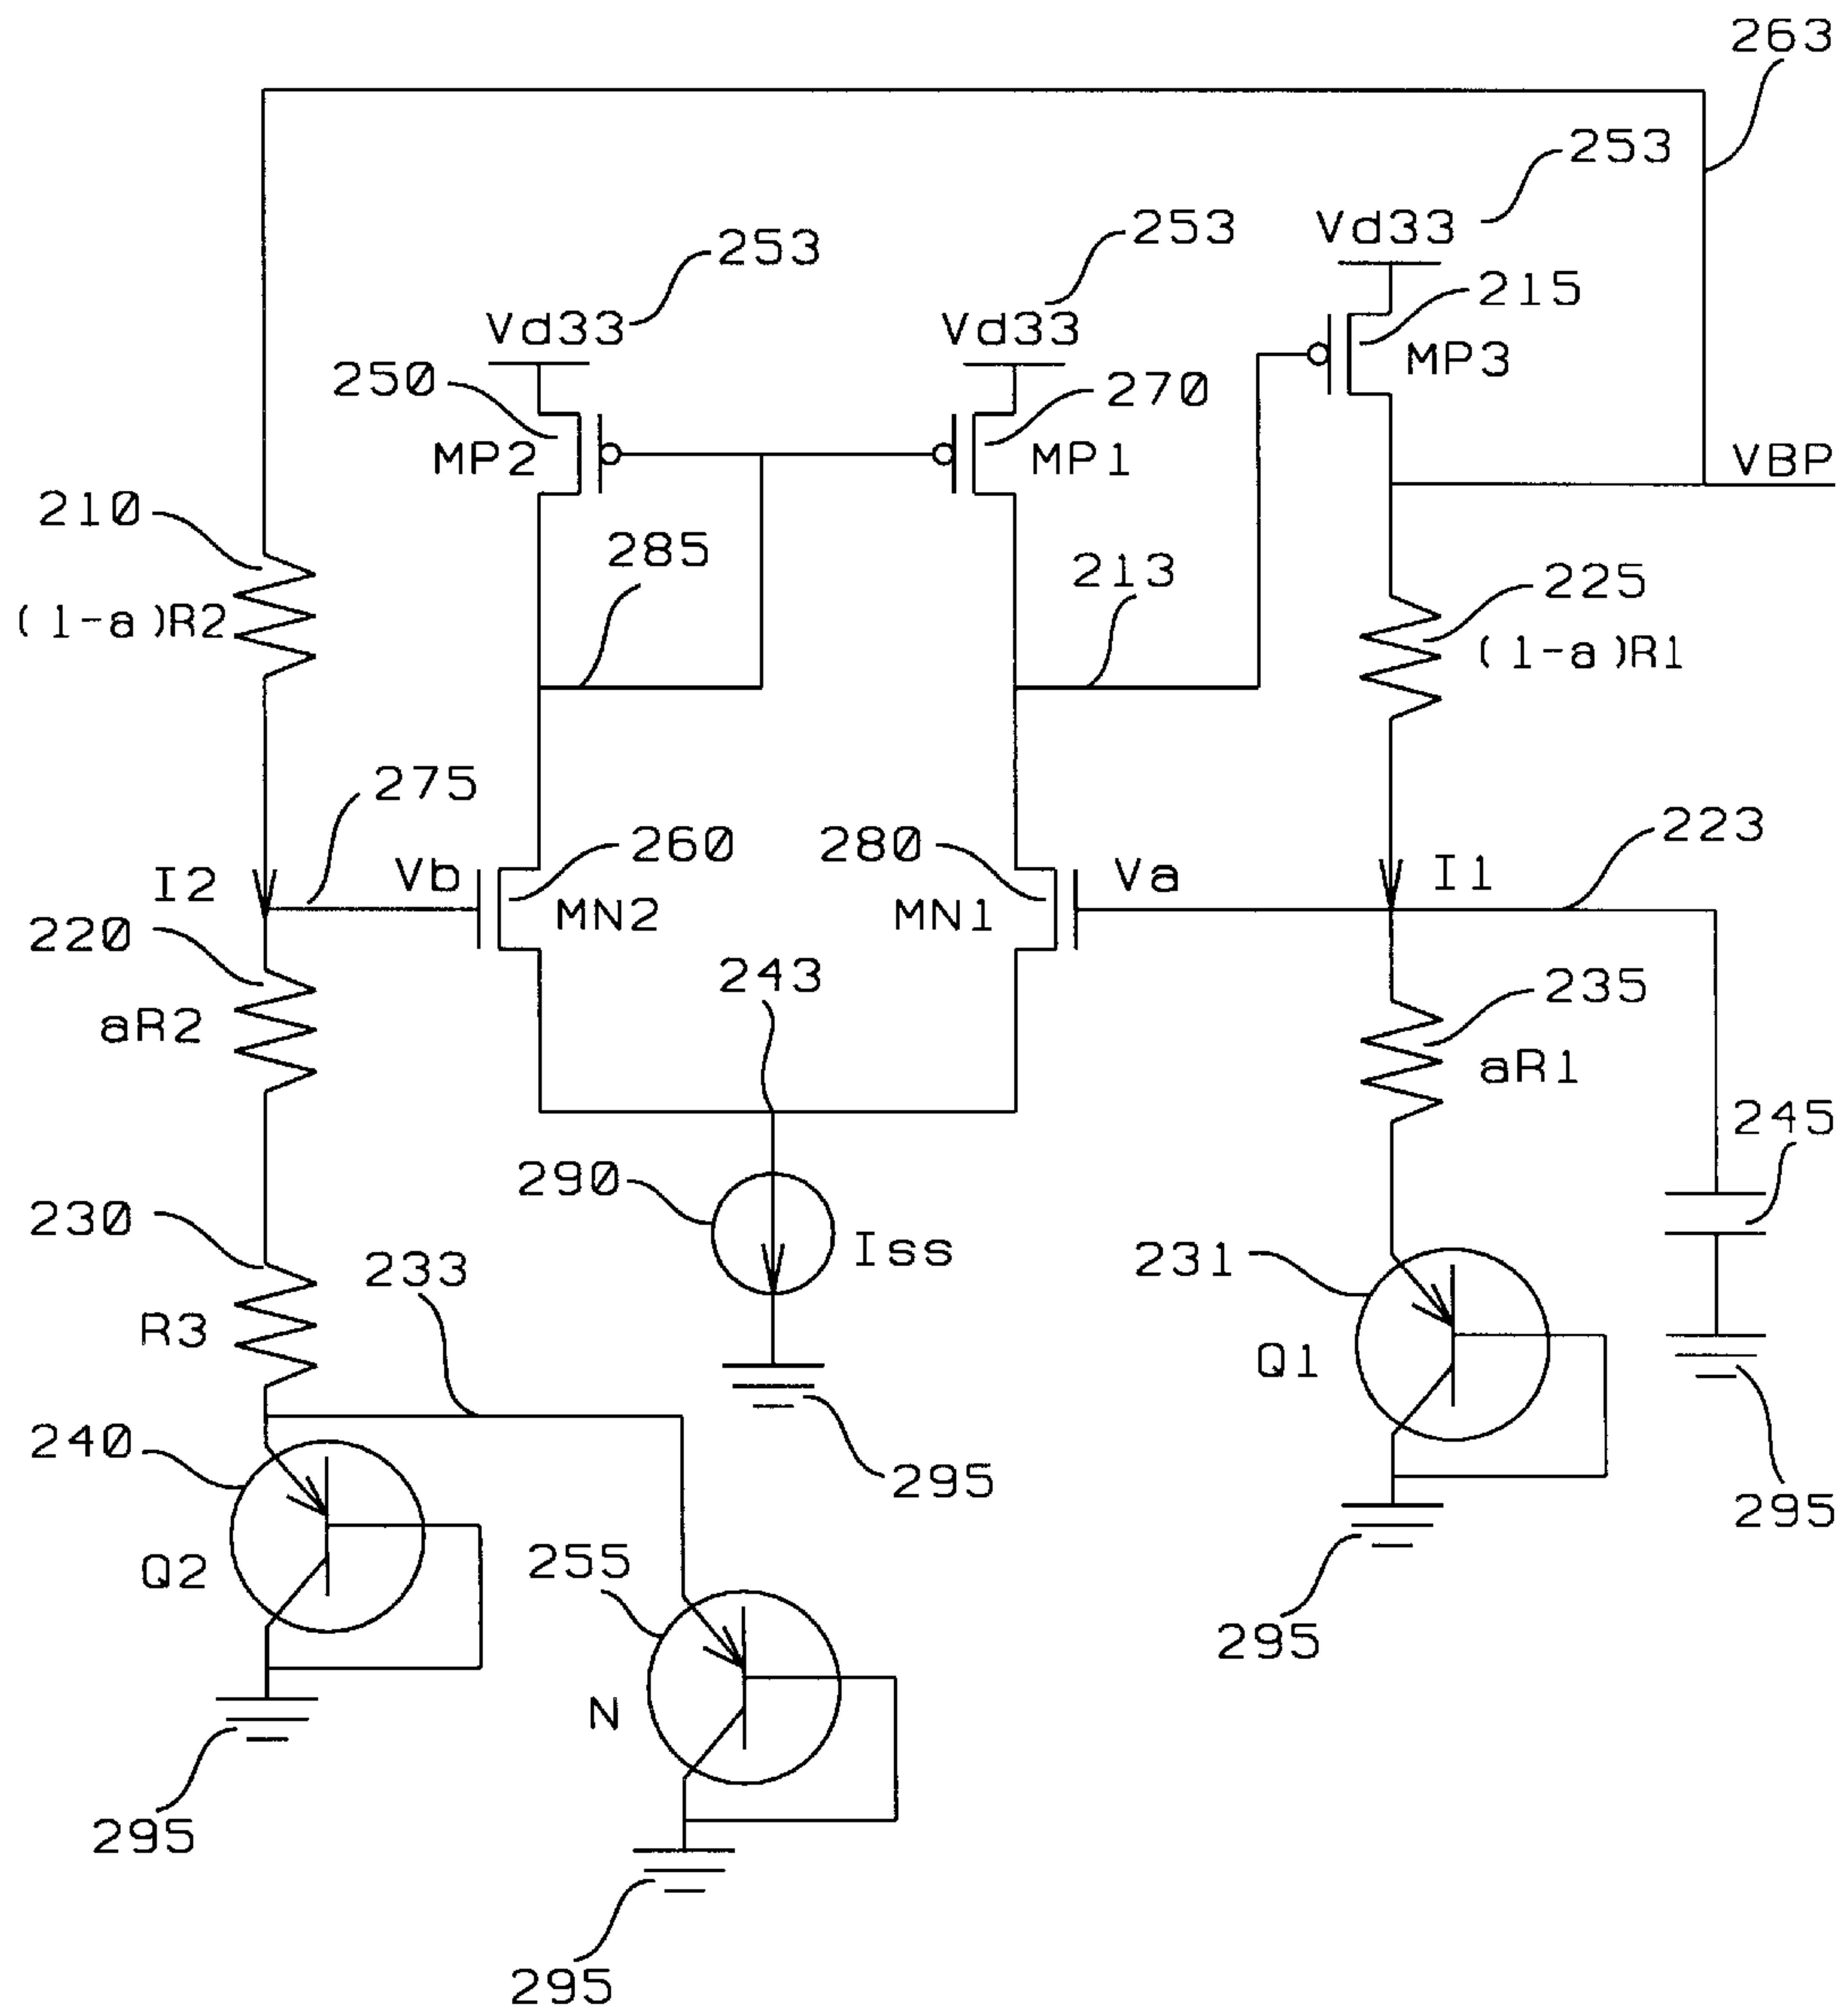 263
253
253
253
Vd33
215
Vd33
Vd33
MP3
250
270
MP2
MP1
VBP
210
285
213
225
(1-a)R2
(1-a)R1
275
223
260
280
I2
Vb
Va
I1
MN2
MN1
220
243
235
aR2
aR1
245
290
230
233
Iss
231
R3
Q1
240
295
295
255
Q2
295
N
295
295